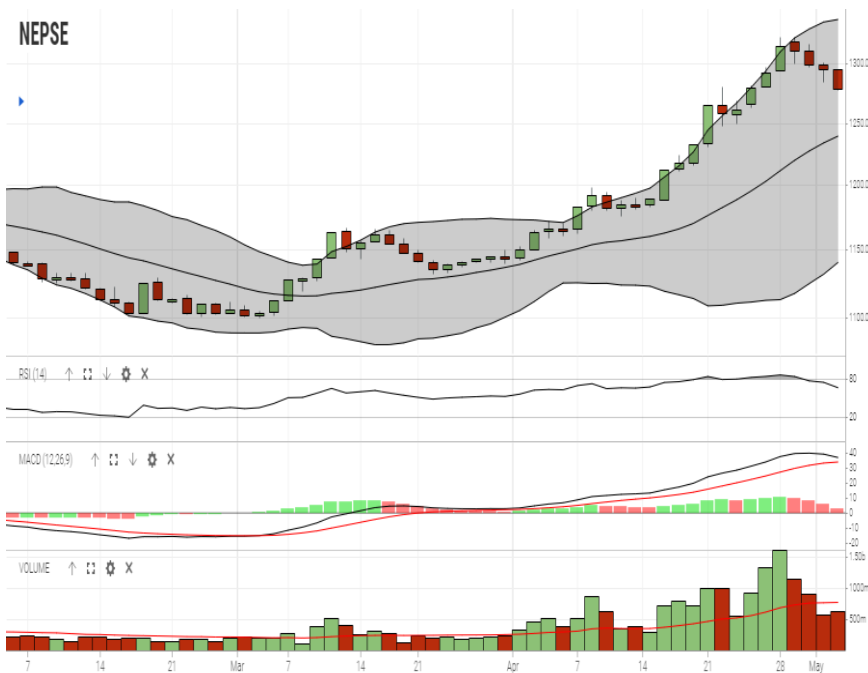 NEPSE
1300.0
1250.0
1200.0
1150.0
1100.0
RSI (14)
80
20
MACD (12,26,9)
40
30
20
10
0
-10
-20
VOLUME
1.50b
1000m
500m
7 14 21 Mar 7 14 21 Apr 7 14 21 28 May